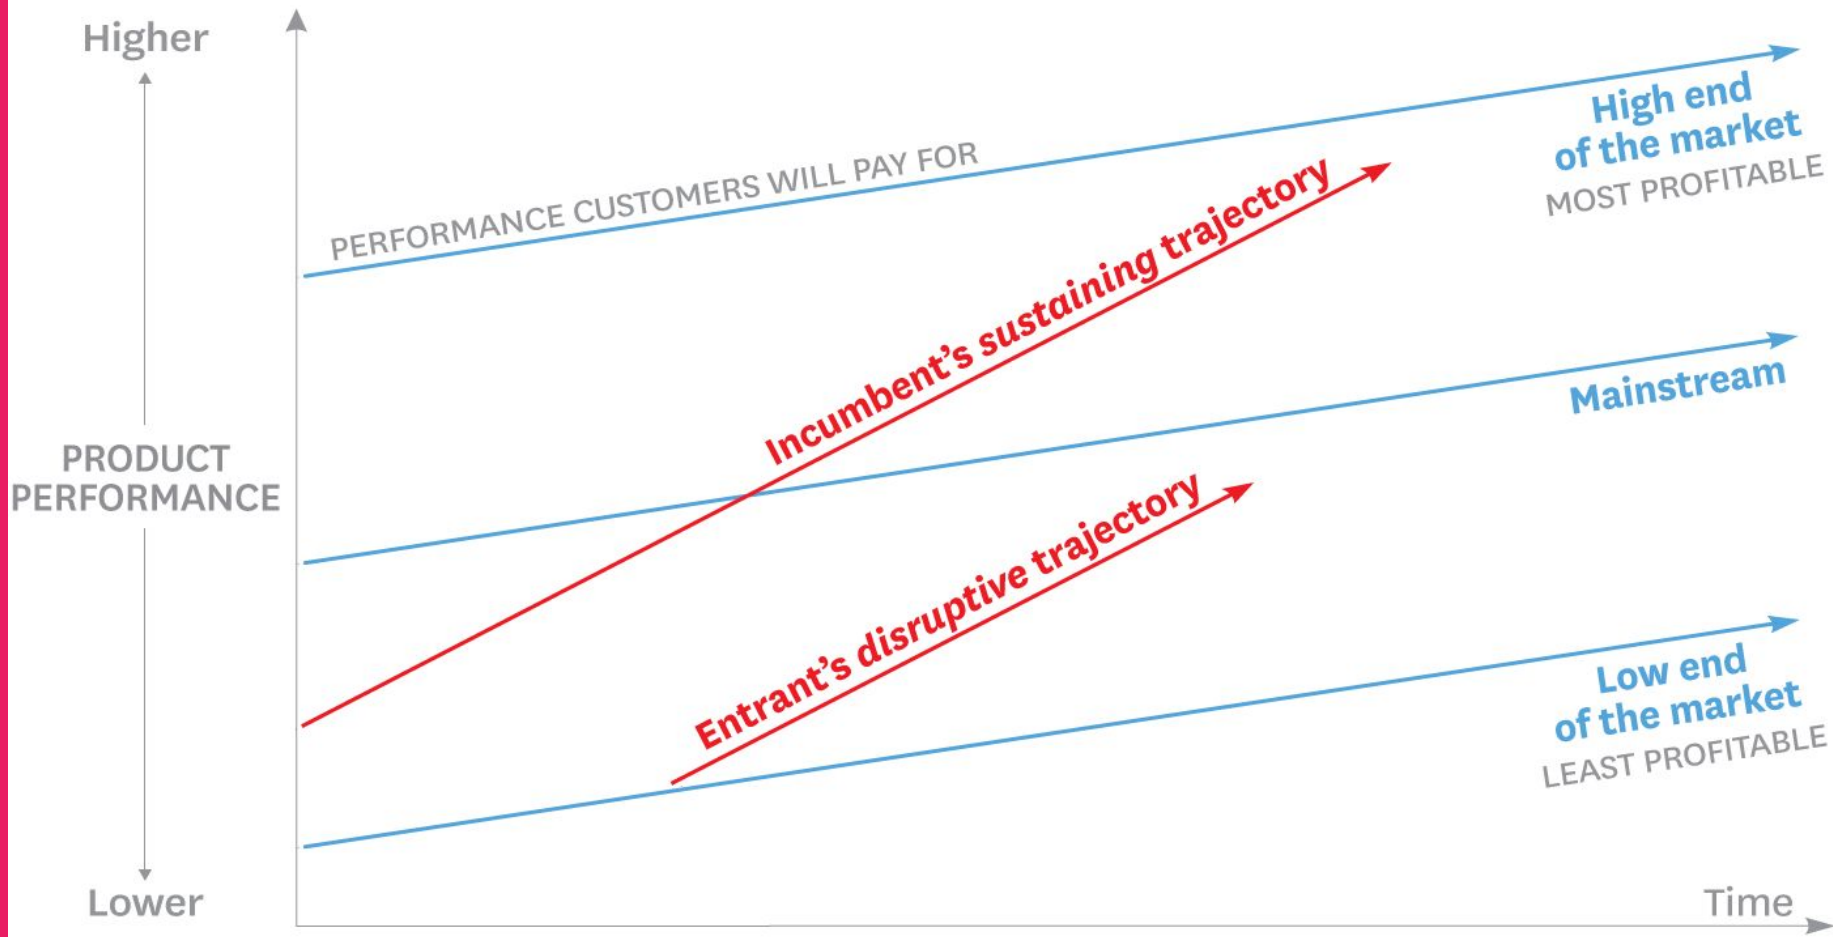 Higher
PRODUCT
PERFORMANCE
Lower
PERFORMANCE CUSTOMERS WILL PAY FOR
Incumbent's sustaining trajectory
Entrant's disruptive trajectory
High end
of the market
MOST PROFITABLE
Mainstream
Low end
of the market
LEAST PROFITABLE
Time